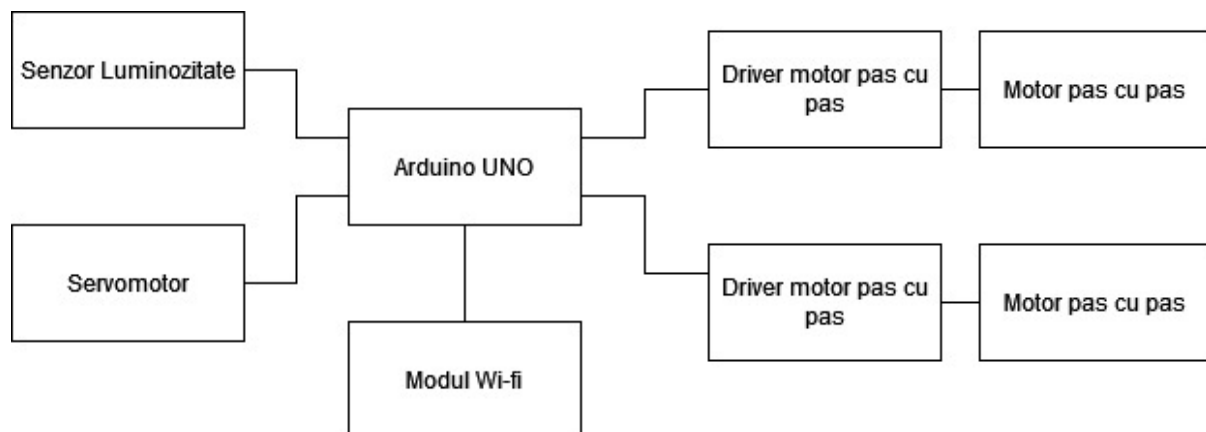 Senzor Luminozitate
Driver motor pas cu
pas
Motor pas cu pas
Arduino UNO
Servomotor
Driver motor pas cu
pas
Motor pas cu pas
Modul Wi-fi